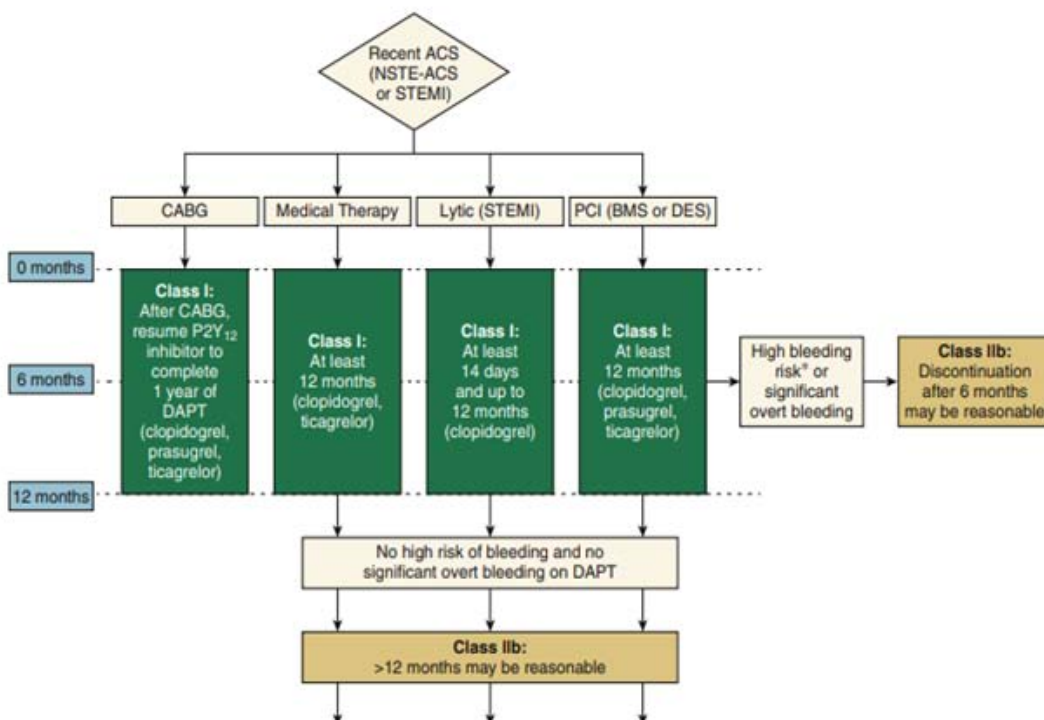 Recent ACS
(NSTE-ACS
or STEMI)
CABG
Medical Therapy
Lytic (STEMI)
PCI (BMS or DES)
0 months
6 months
12 months
Class I:
After CABG,
resume P2Y₁₂
inhibitor to
complete
1 year of
DAPT
(clopidogrel,
prasugrel,
ticagrelor)
Class I:
At least
12 months
(clopidogrel,
ticagrelor)
Class I:
At least
14 days
and up to
12 months
(clopidogrel)
Class I:
At least
12 months
(clopidogrel,
prasugrel,
ticagrelor)
High bleeding
risk* or
significant
overt bleeding
Class IIb:
Discontinuation
after 6 months
may be reasonable
No high risk of bleeding and no
significant overt bleeding on DAPT
Class IIb:
>12 months may be reasonable